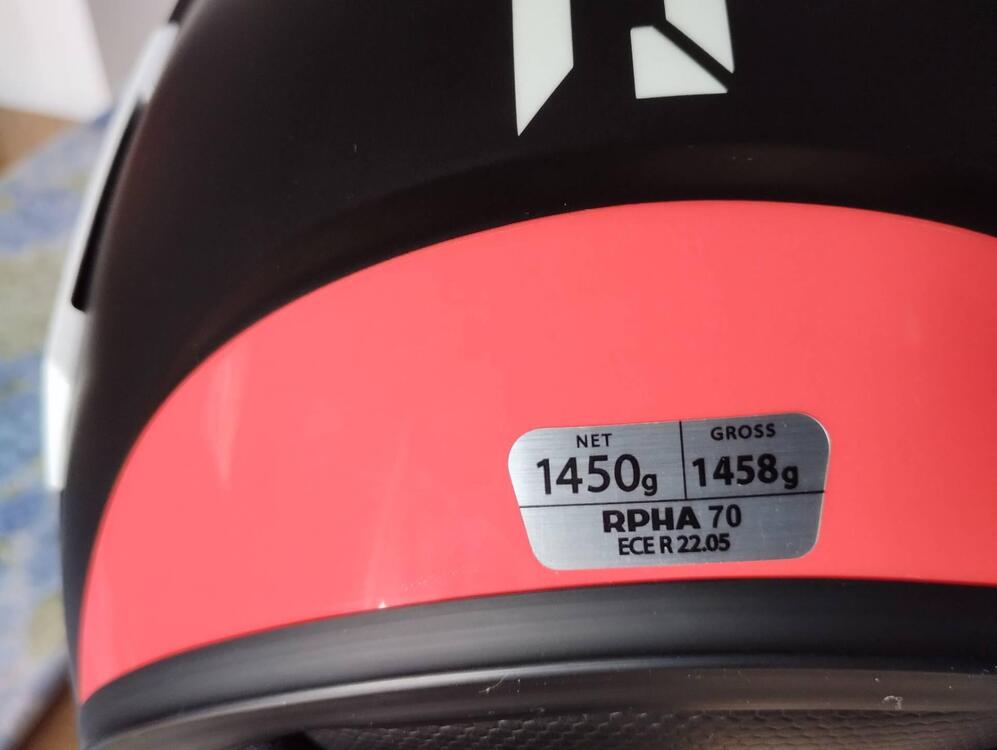 NET GROSS
1450g 1458g
RPHA 70
ECE R 22.05